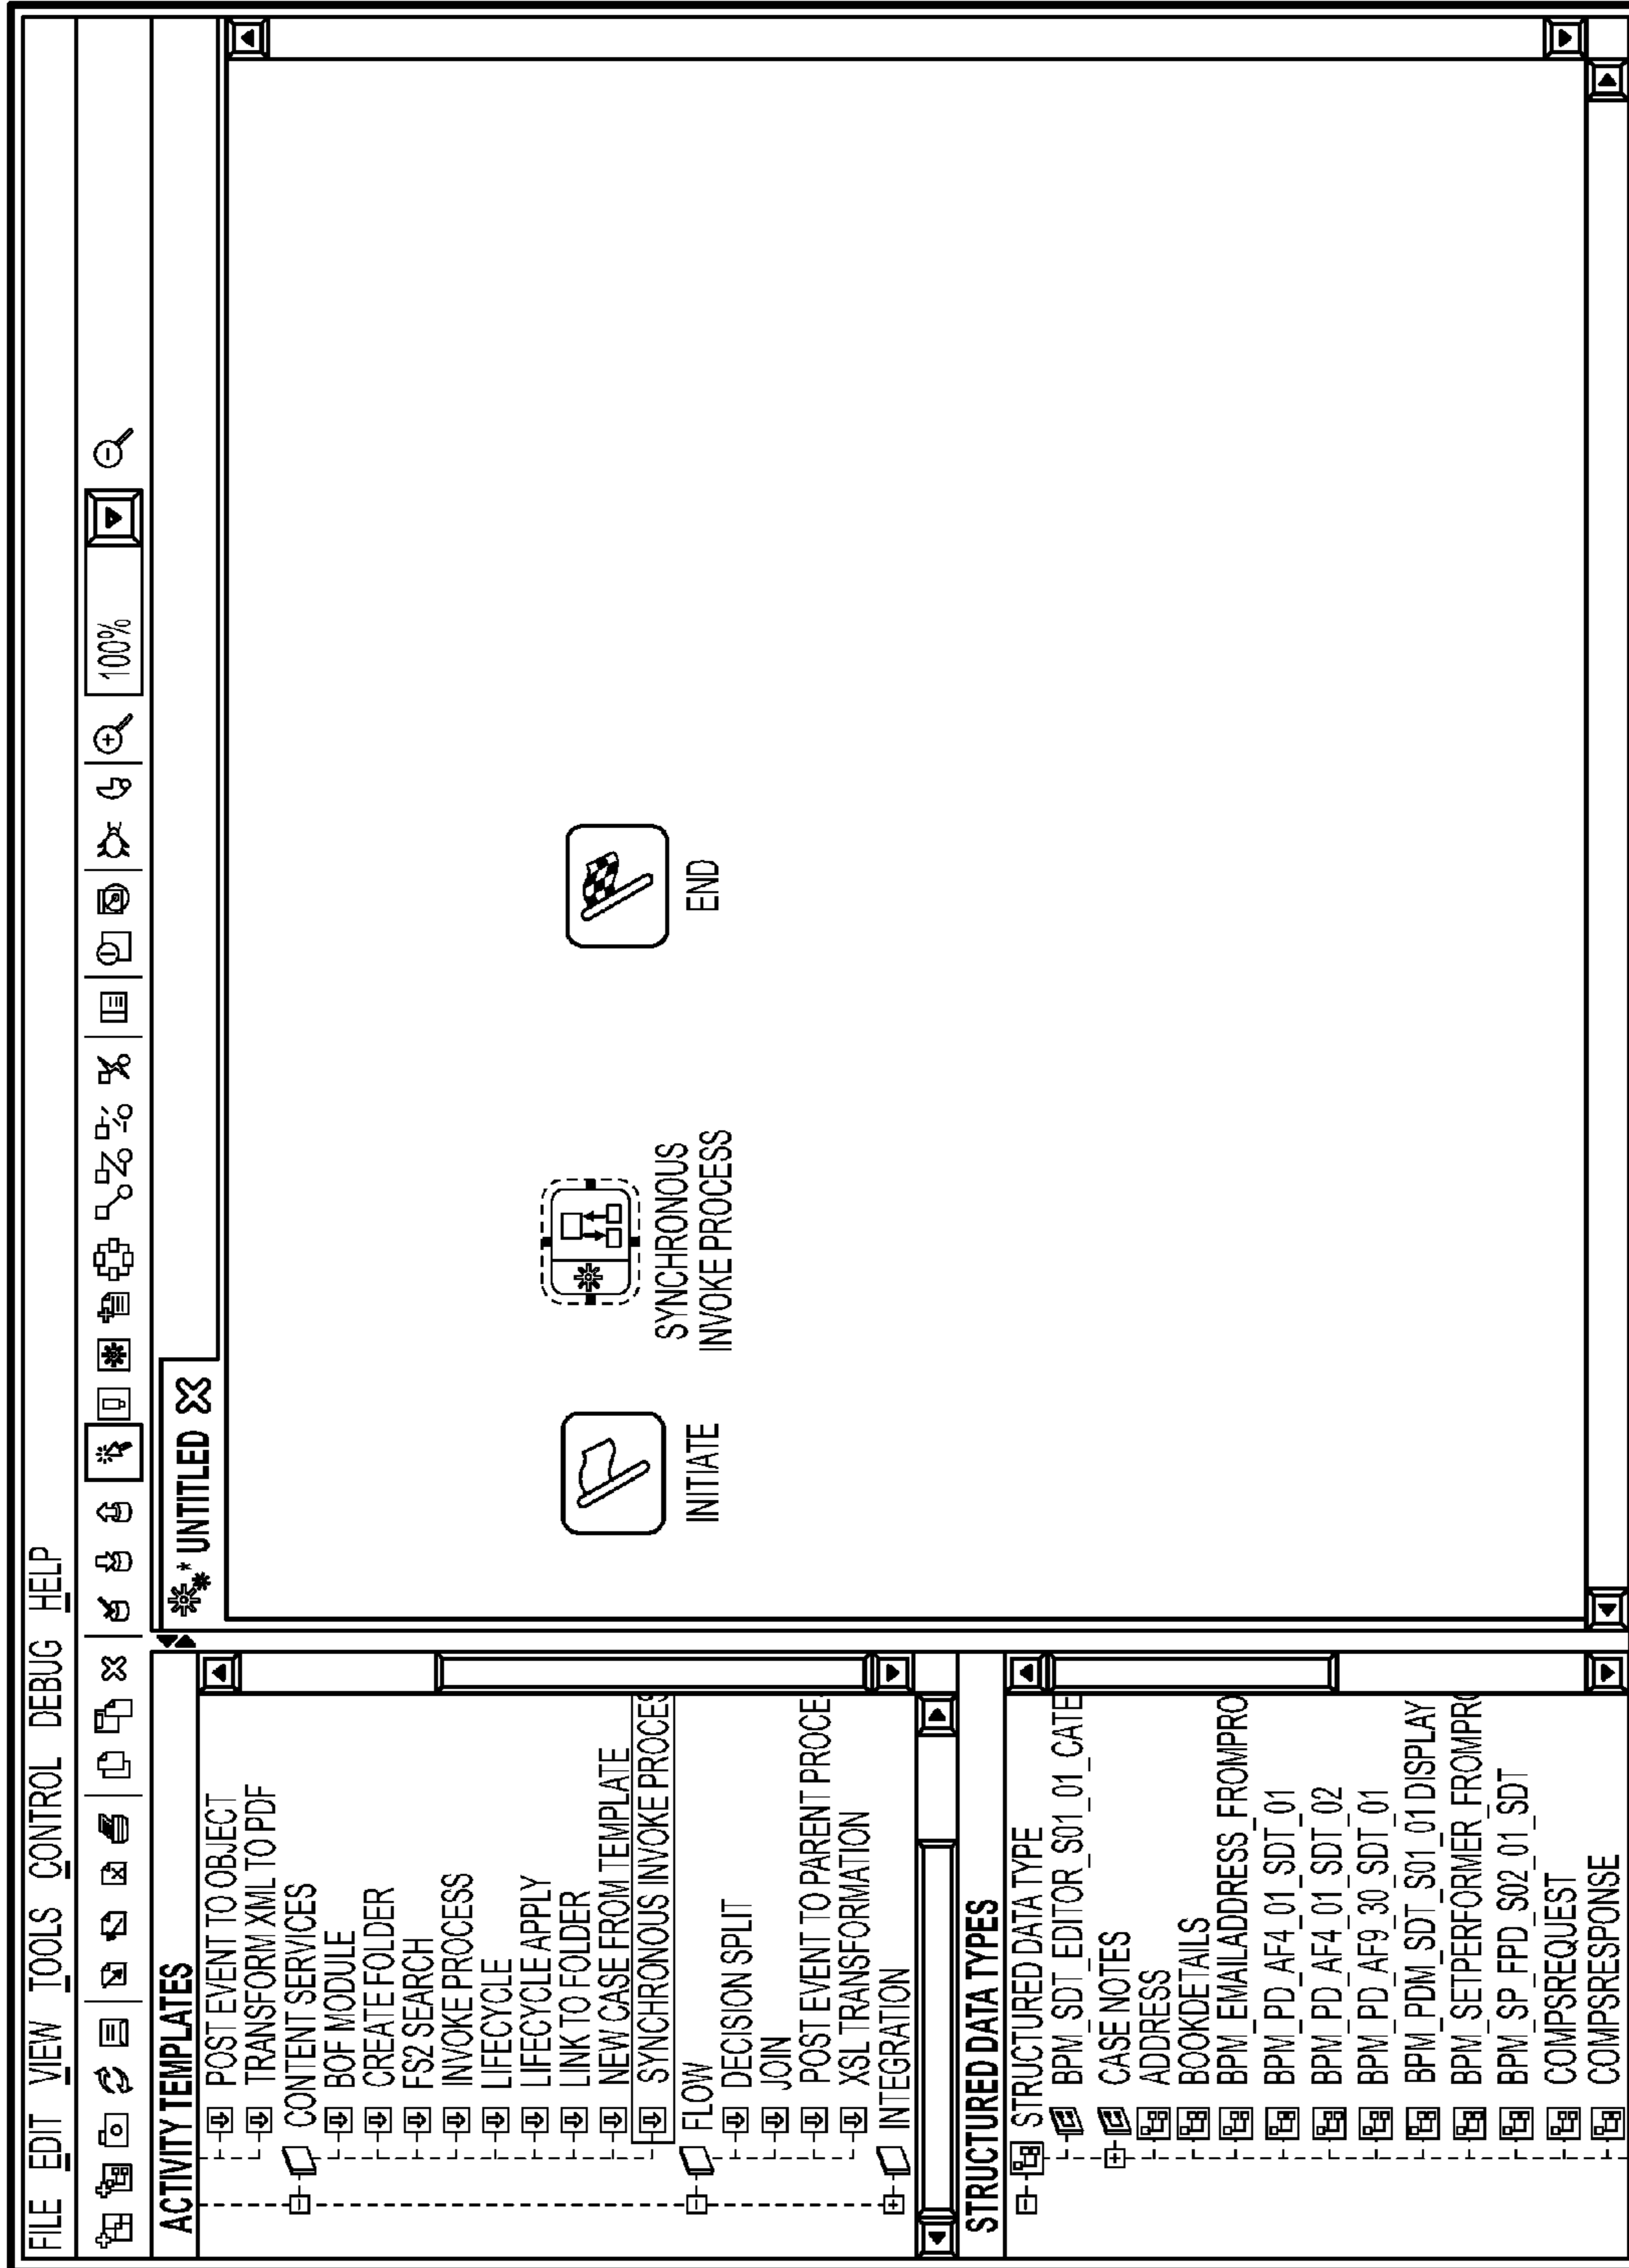 FILE EDIT VIEW TOOLS CONTROL DEBUG HELP
100%
ACTIVITY TEMPLATES
POST EVENT TO OBJECT
TRANSFORM XML TO PDF
CONTENT SERVICES
BOF MODULE
CREATE FOLDER
FS2 SEARCH
INVOKE PROCESS
LIFECYCLE
LIFECYCLE APPLY
LINK TO FOLDER
NEW CASE FROM TEMPLATE
SYNCHRONOUS INVOKE PROCES
FLOW
DECISION SPLIT
JOIN
POST EVENT TO PARENT PROCE
XSL TRANSFORMATION
INTEGRATION
STRUCTURED DATA TYPES
STRUCTURED DATA TYPE
BPM_SDT_EDITOR_S01_01_CATE
CASE NOTES
ADDRESS
BOOKDETAILS
BPM_EMAILADDRESS_FROMPRO
BPM_PD_AF4_01_SDT_01
BPM_PD_AF4_01_SDT_02
BPM_PD_AF9_30_SDT_01
BPM_PDM_SDT_S01_01 DISPLAY
BPM_SETPERFORMER_FROMPRO
BPM_SP_FPD_S02_01_SDT
COMPSREQUEST
COMPSRESPONSE
* UNTITLED
INITIATE
SYNCHRONOUS
INVOKE PROCESS
END